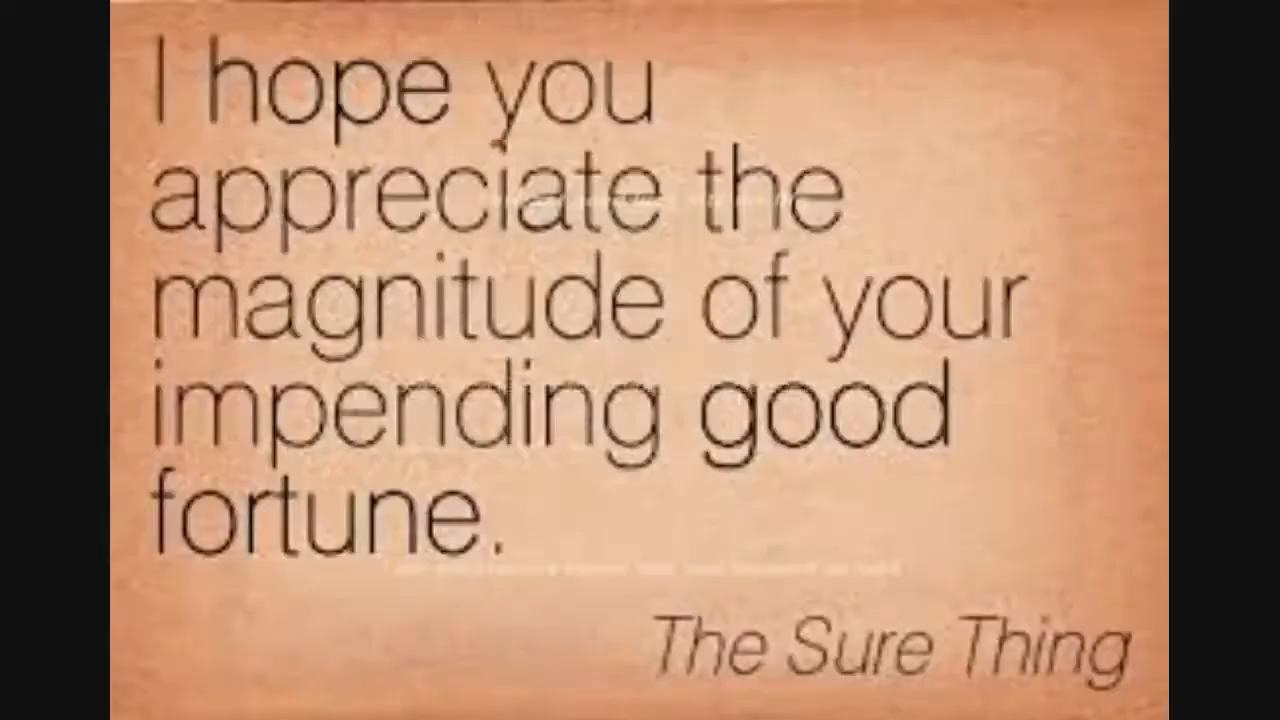 I hope you
appreciate the
magnitude of your
impending good
fortune.
The Sure Thing